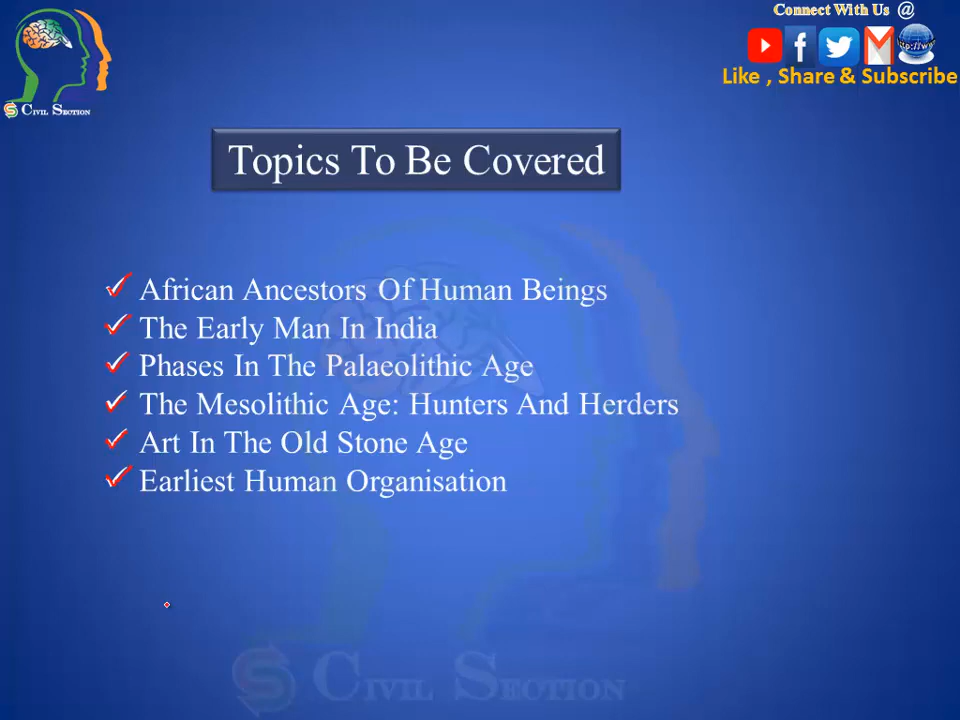 Connect With Us @
http://www
Like , Share & Subscribe
CIVIL SECTION
Topics To Be Covered
African Ancestors Of Human Beings
The Early Man In India
Phases In The Palaeolithic Age
The Mesolithic Age: Hunters And Herders
Art In The Old Stone Age
Earliest Human Organisation
CIVIL SECTION